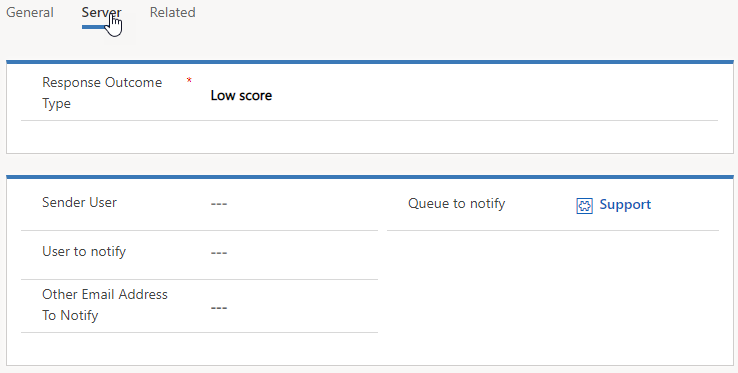 General Server Related
Response Outcome * Low score
Type
Sender User --- Queue to notify Support
User to notify ---
Other Email Address ---
To Notify